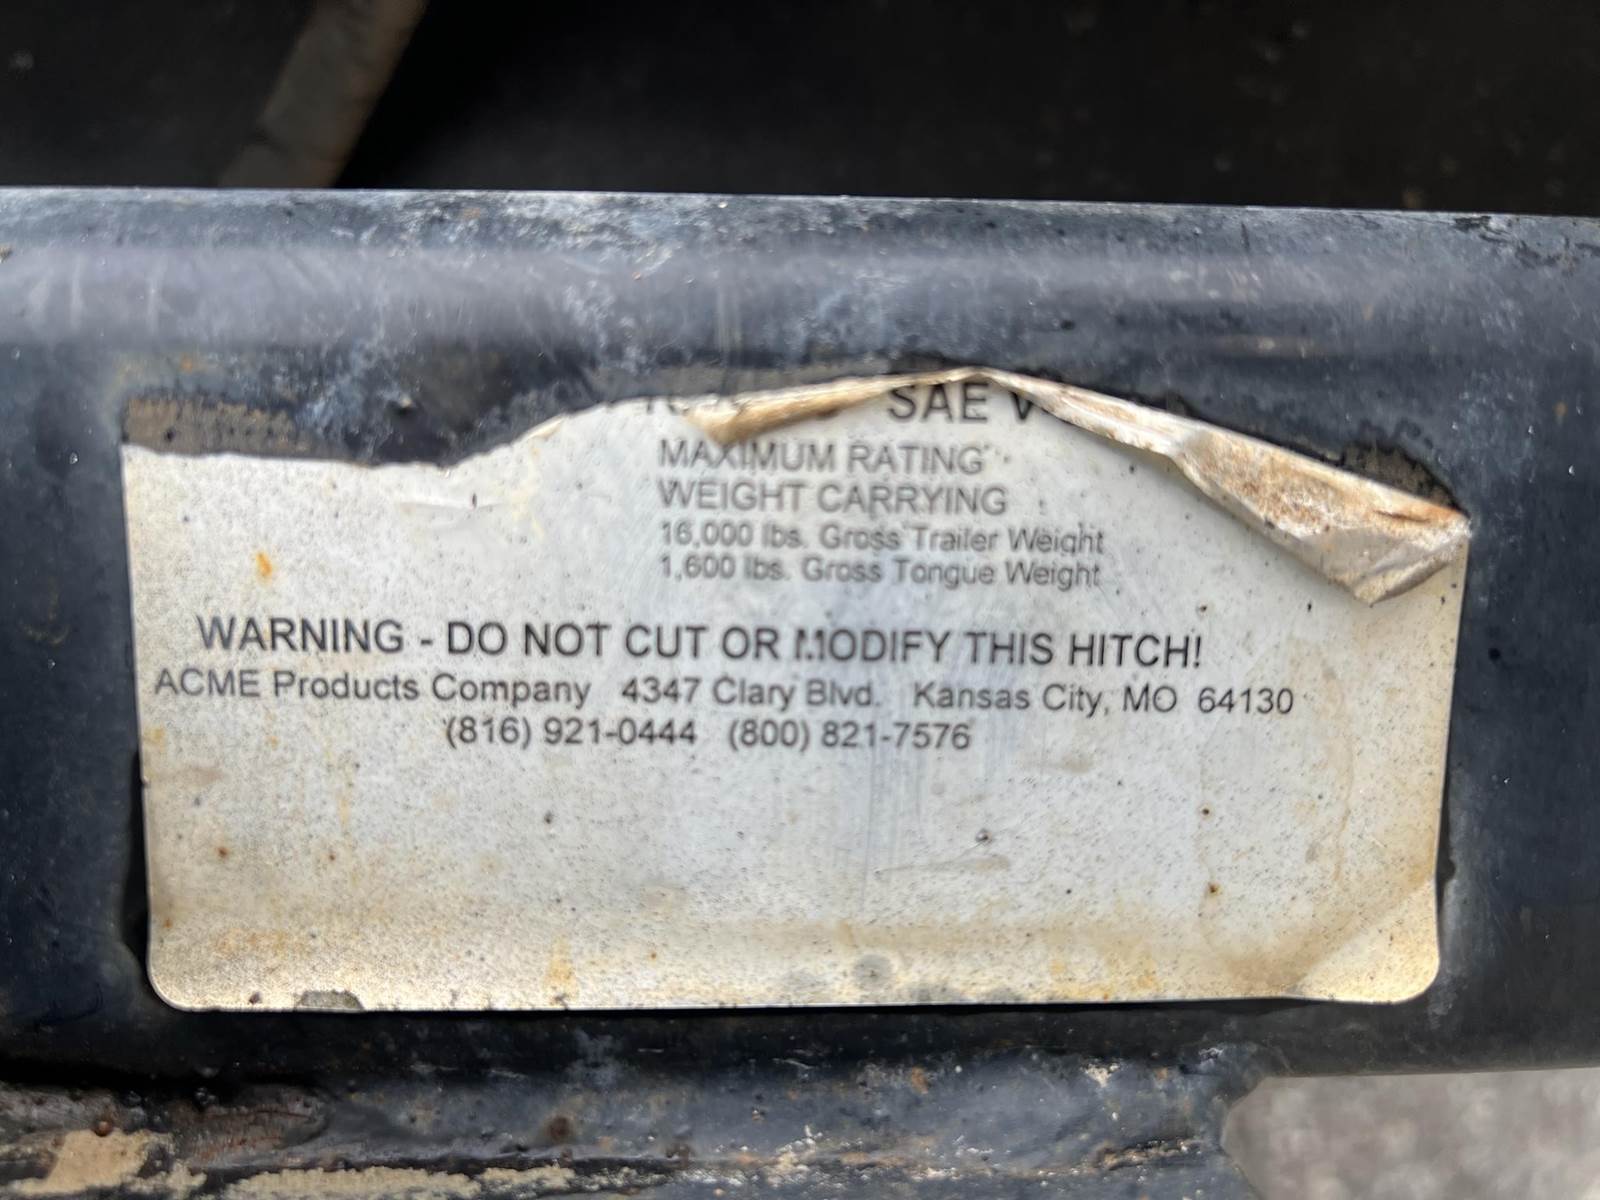 SAE
MAXIMUM RATING
WEIGHT CARRYING
16,000 lbs. Gross Trailer Weight
1,600 lbs. Gross Tongue Weight
WARNING - DO NOT CUT OR MODIFY THIS HITCH!
ACME Products Company 4347 Clary Blvd. Kansas City, MO 64130
(816) 921-0444 (800) 821-7576